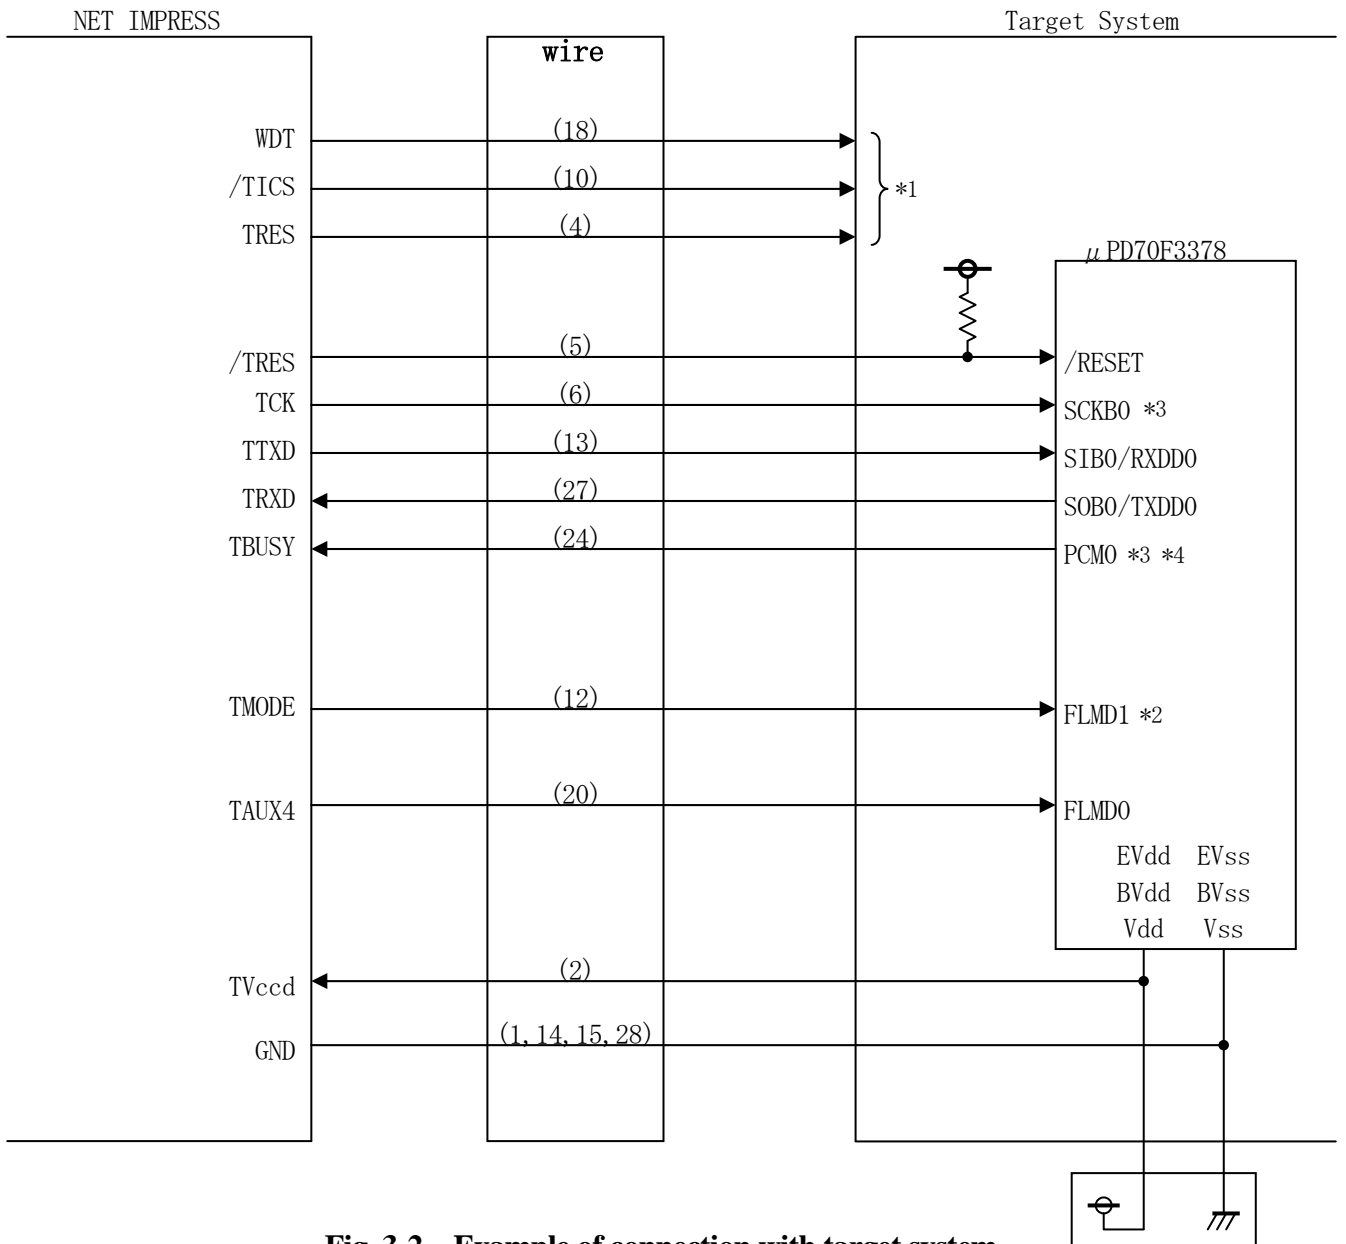 NET IMPRESS
Target System
wire
WDT (18)
/TICS (10) *1
TRES (4)
μPD70F3378
/TRES (5) /RESET
TCK (6) SCKB0 *3
TTXD (13) SIB0/RXDD0
TRXD (27) SOB0/TXDD0
TBUSY (24) PCM0 *3 *4
TMODE (12) FLMD1 *2
TAUX4 (20) FLMD0
EVdd EVss
BVdd BVss
Vdd Vss
TVccd (2)
GND (1,14,15,28)
Fig. 3-2 Example of connection with target system